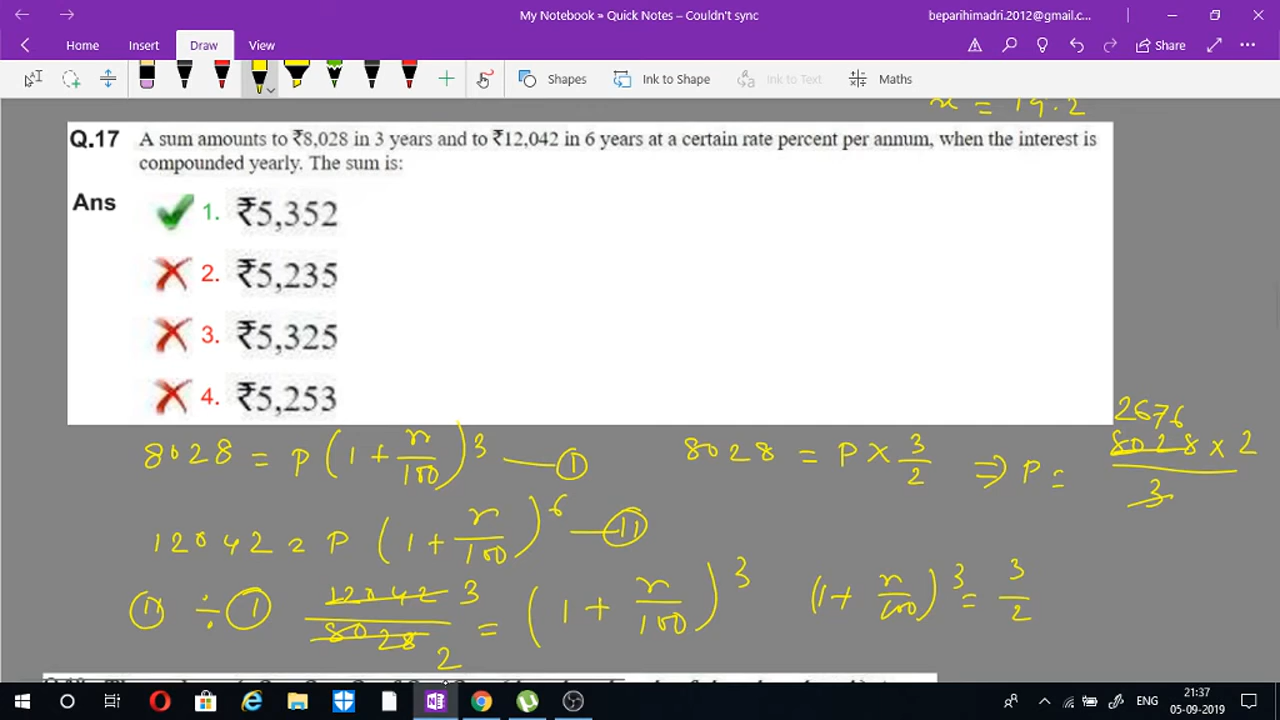 My Notebook » Quick Notes – Couldn't sync
beparihimadri.2012@gmail.c...
Home Insert Draw View
Share
Shapes Ink to Shape Ink to Text Maths
= 19.2
Q.17 A sum amounts to ₹8,028 in 3 years and to ₹12,042 in 6 years at a certain rate percent per annum, when the interest is
compounded yearly. The sum is:
Ans
1. ₹5,352
2. ₹5,235
3. ₹5,325
4. ₹5,253
8028 = P (1 + r/100)^3 — (I)
8028 = P × 3/2 ⇒ P = 8028 × 2 / 3
2676
12042 = P (1 + r/100)^6 — (II)
(II) ÷ (I) 12042 3 / 8028 2 = (1 + r/100)^3
(1 + r/100)^3 = 3/2
ENG
21:37
05-09-2019